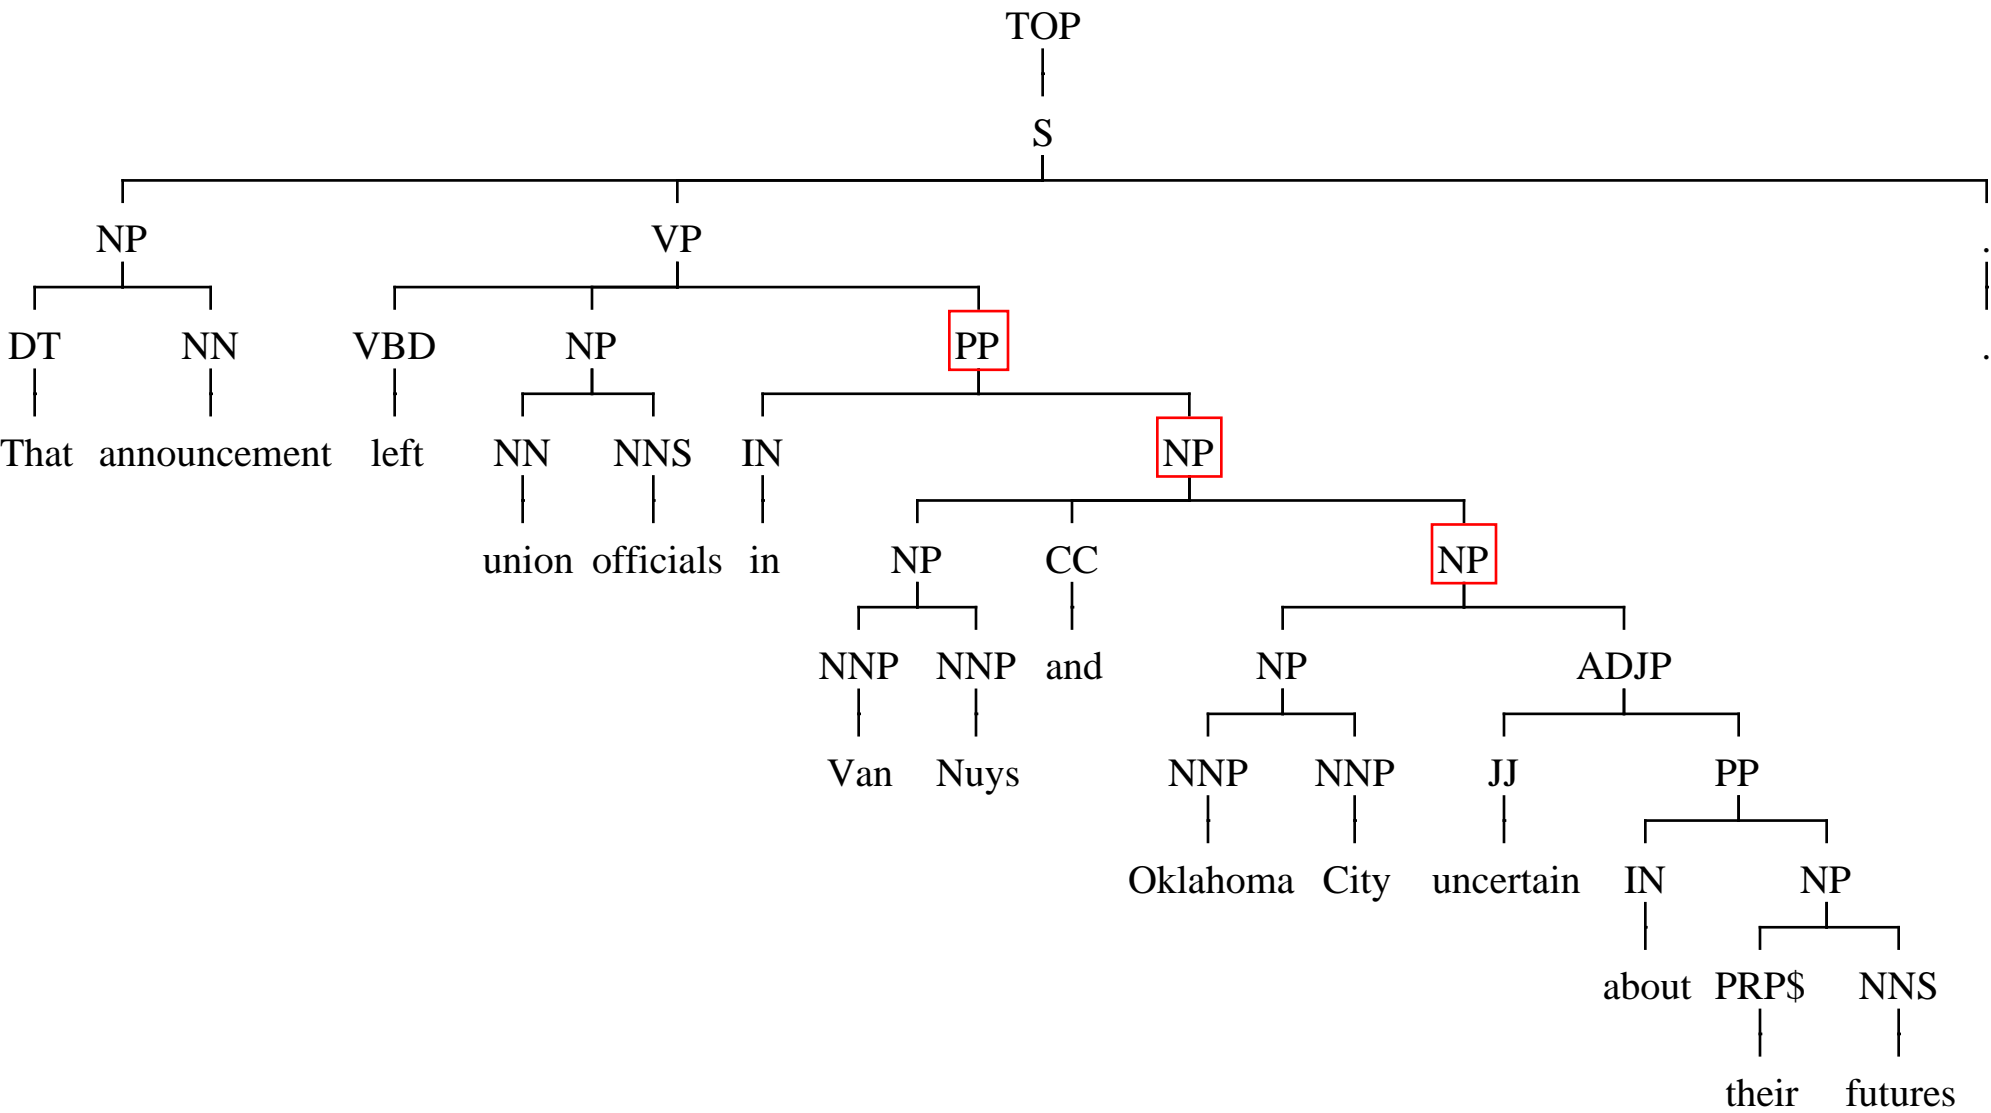 TOP
S
NP VP .
DT NN VBD NP PP .
That announcement left NN NNS IN NP
union officials in NP CC NP
NNP NNP and NP ADJP
Van Nuys NNP NNP JJ PP
Oklahoma City uncertain IN NP
about PRP$ NNS
their futures